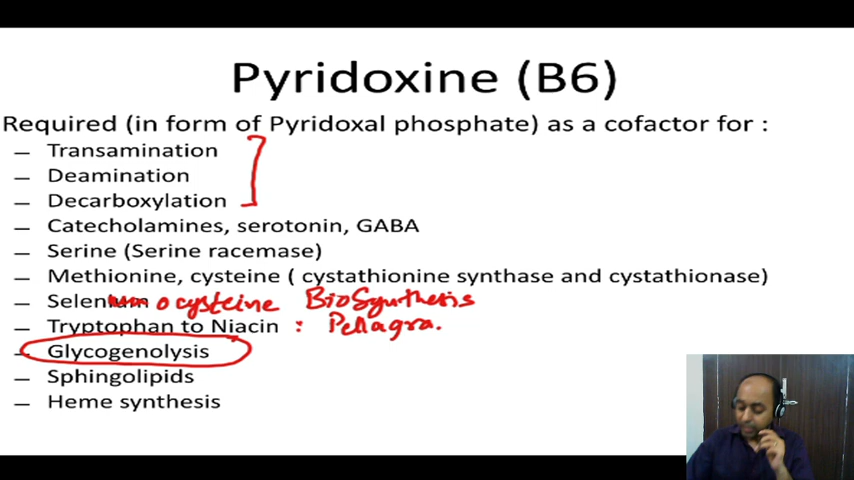 Pyridoxine (B6)
Required (in form of Pyridoxal phosphate) as a cofactor for :
– Transamination
– Deamination
– Decarboxylation
– Catecholamines, serotonin, GABA
– Serine (Serine racemase)
– Methionine, cysteine ( cystathionine synthase and cystathionase)
– Selenium ocysteine BioSynthesis
– Tryptophan to Niacin : Pellagra.
– Glycogenolysis
– Sphingolipids
– Heme synthesis